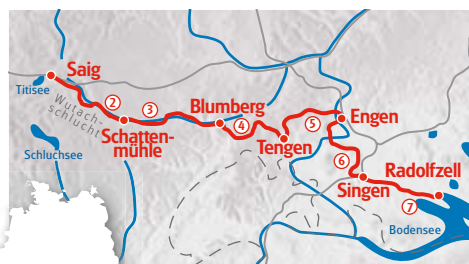 Saig
Titisee
Wutach-
schlucht
②
③
Schatten-
mühle
Schluchsee
Blumberg
④
Tengen
⑤
Engen
⑥
Singen
Radolfzell
⑦
Bodensee